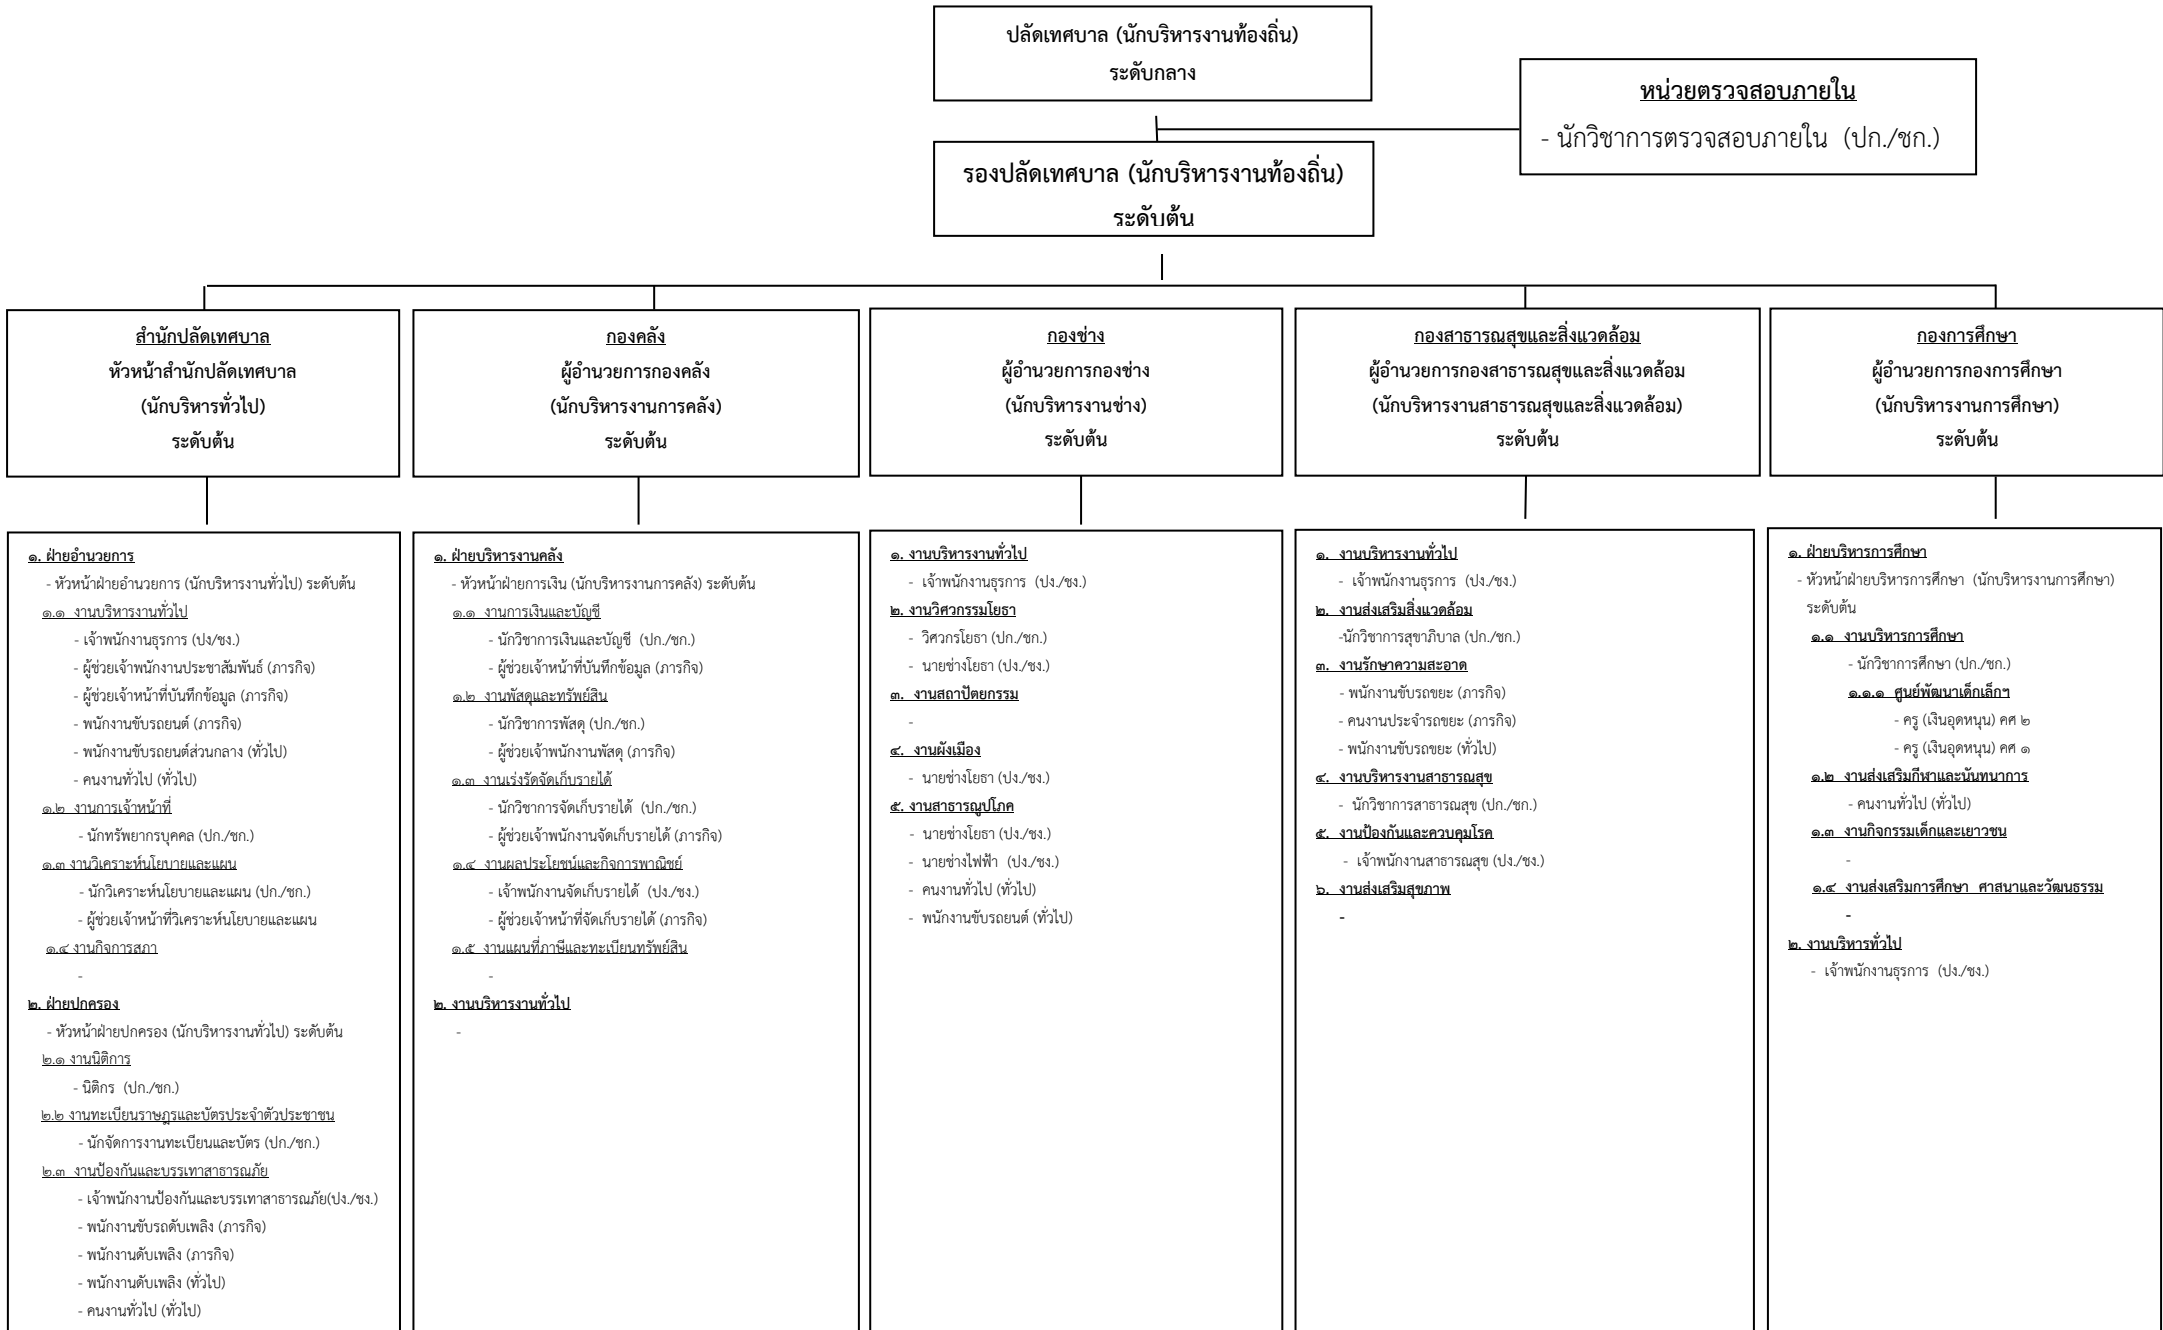 ปลัดเทศบาล (นักบริหารงานท้องถิ่น)
ระดับกลาง
หน่วยตรวจสอบภายใน
- นักวิชาการตรวจสอบภายใน (ปก./ชก.)
รองปลัดเทศบาล (นักบริหารงานท้องถิ่น)
ระดับต้น
สำนักปลัดเทศบาล
หัวหน้าสำนักปลัดเทศบาล
(นักบริหารทั่วไป)
ระดับต้น
กองคลัง
ผู้อำนวยการกองคลัง
(นักบริหารงานการคลัง)
ระดับต้น
กองช่าง
ผู้อำนวยการกองช่าง
(นักบริหารงานช่าง)
ระดับต้น
กองสาธารณสุขและสิ่งแวดล้อม
ผู้อำนวยการกองสาธารณสุขและสิ่งแวดล้อม
(นักบริหารงานสาธารณสุขและสิ่งแวดล้อม)
ระดับต้น
กองการศึกษา
ผู้อำนวยการกองการศึกษา
(นักบริหารงานการศึกษา)
ระดับต้น
๑. ฝ่ายอำนวยการ
- หัวหน้าฝ่ายอำนวยการ (นักบริหารงานทั่วไป) ระดับต้น
๑.๑ งานบริหารงานทั่วไป
- เจ้าพนักงานธุรการ (ปง/ชง.)
- ผู้ช่วยเจ้าพนักงานประชาสัมพันธ์ (ภารกิจ)
- ผู้ช่วยเจ้าหน้าที่บันทึกข้อมูล (ภารกิจ)
- พนักงานขับรถยนต์ (ภารกิจ)
- พนักงานขับรถยนต์ส่วนกลาง (ทั่วไป)
- คนงานทั่วไป (ทั่วไป)
๑.๒ งานการเจ้าหน้าที่
- นักทรัพยากรบุคคล (ปก./ชก.)
๑.๓ งานวิเคราะห์นโยบายและแผน
- นักวิเคราะห์นโยบายและแผน (ปก./ชก.)
- ผู้ช่วยเจ้าหน้าที่วิเคราะห์นโยบายและแผน
๑.๔ งานกิจการสภา
-
๒. ฝ่ายปกครอง
- หัวหน้าฝ่ายปกครอง (นักบริหารงานทั่วไป) ระดับต้น
๒.๑ งานนิติการ
- นิติกร (ปก./ชก.)
๒.๒ งานทะเบียนราษฎรและบัตรประจำตัวประชาชน
- นักจัดการงานทะเบียนและบัตร (ปก./ชก.)
๒.๓ งานป้องกันและบรรเทาสาธารณภัย
- เจ้าพนักงานป้องกันและบรรเทาสาธารณภัย(ปง./ชง.)
- พนักงานขับรถดับเพลิง (ภารกิจ)
- พนักงานดับเพลิง (ภารกิจ)
- พนักงานดับเพลิง (ทั่วไป)
- คนงานทั่วไป (ทั่วไป)
๑. ฝ่ายบริหารงานคลัง
- หัวหน้าฝ่ายการเงิน (นักบริหารงานการคลัง) ระดับต้น
๑.๑ งานการเงินและบัญชี
- นักวิชาการเงินและบัญชี (ปก./ชก.)
- ผู้ช่วยเจ้าหน้าที่บันทึกข้อมูล (ภารกิจ)
๑.๒ งานพัสดุและทรัพย์สิน
- นักวิชาการพัสดุ (ปก./ชก.)
- ผู้ช่วยเจ้าพนักงานพัสดุ (ภารกิจ)
๑.๓ งานเร่งรัดจัดเก็บรายได้
- นักวิชาการจัดเก็บรายได้ (ปก./ชก.)
- ผู้ช่วยเจ้าพนักงานจัดเก็บรายได้ (ภารกิจ)
๑.๔ งานผลประโยชน์และกิจการพาณิชย์
- เจ้าพนักงานจัดเก็บรายได้ (ปง./ชง.)
- ผู้ช่วยเจ้าหน้าที่จัดเก็บรายได้ (ภารกิจ)
๑.๕ งานแผนที่ภาษีและทะเบียนทรัพย์สิน
-
๒. งานบริหารงานทั่วไป
-
๑. งานบริหารงานทั่วไป
- เจ้าพนักงานธุรการ (ปง./ชง.)
๒. งานวิศวกรรมโยธา
- วิศวกรโยธา (ปก./ชก.)
- นายช่างโยธา (ปง./ชง.)
๓. งานสถาปัตยกรรม
-
๔. งานผังเมือง
- นายช่างโยธา (ปง./ชง.)
๕. งานสาธารณูปโภค
- นายช่างโยธา (ปง./ชง.)
- นายช่างไฟฟ้า (ปง./ชง.)
- คนงานทั่วไป (ทั่วไป)
- พนักงานขับรถยนต์ (ทั่วไป)
๑. งานบริหารงานทั่วไป
- เจ้าพนักงานธุรการ (ปง./ชง.)
๒. งานส่งเสริมสิ่งแวดล้อม
-นักวิชาการสุขาภิบาล (ปก./ชก.)
๓. งานรักษาความสะอาด
- พนักงานขับรถขยะ (ภารกิจ)
- คนงานประจำรถขยะ (ภารกิจ)
- พนักงานขับรถขยะ (ทั่วไป)
๔. งานบริหารงานสาธารณสุข
- นักวิชาการสาธารณสุข (ปก./ชก.)
๕. งานป้องกันและควบคุมโรค
- เจ้าพนักงานสาธารณสุข (ปง./ชง.)
๖. งานส่งเสริมสุขภาพ
-
๑. ฝ่ายบริหารการศึกษา
- หัวหน้าฝ่ายบริหารการศึกษา (นักบริหารงานการศึกษา)
ระดับต้น
๑.๑ งานบริหารการศึกษา
- นักวิชาการศึกษา (ปก./ชก.)
๑.๑.๑ ศูนย์พัฒนาเด็กเล็กฯ
- ครู (เงินอุดหนุน) คศ ๒
- ครู (เงินอุดหนุน) คศ ๑
๑.๒ งานส่งเสริมกีฬาและนันทนาการ
- คนงานทั่วไป (ทั่วไป)
๑.๓ งานกิจกรรมเด็กและเยาวชน
-
๑.๔ งานส่งเสริมการศึกษา ศาสนาและวัฒนธรรม
-
๒. งานบริหารทั่วไป
- เจ้าพนักงานธุรการ (ปง./ชง.)